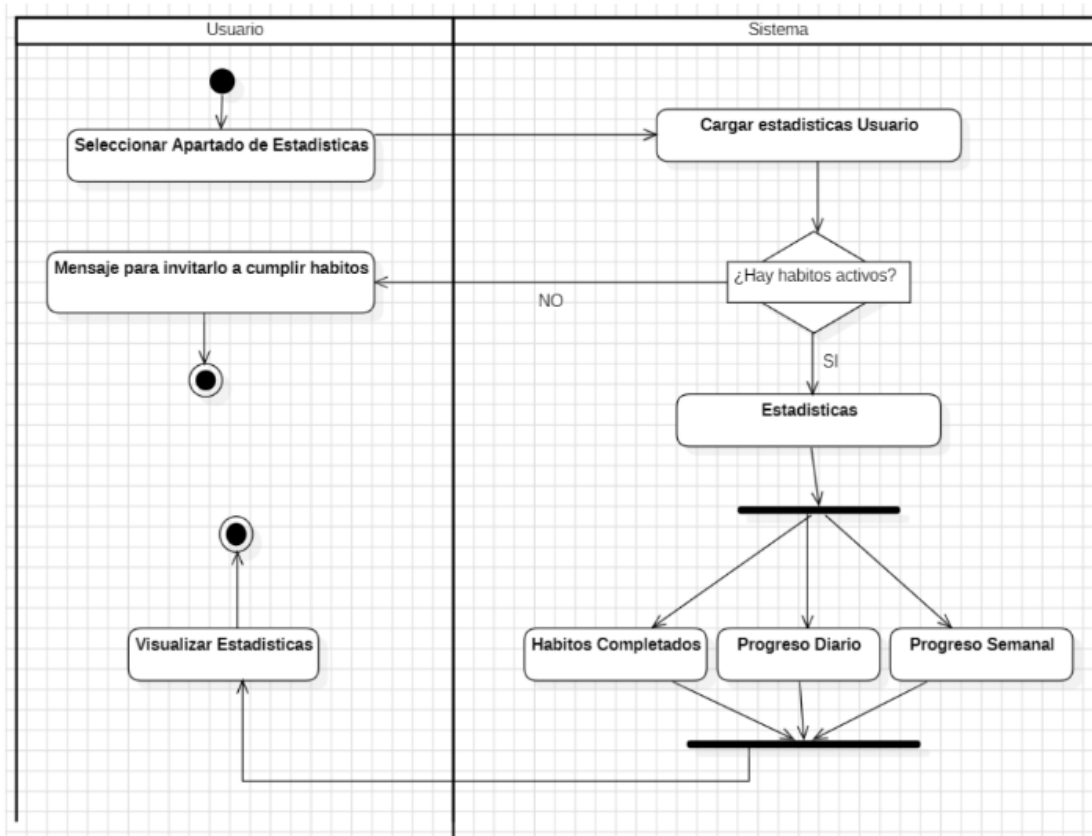 Usuario
Sistema
Seleccionar Apartado de Estadisticas
Cargar estadisticas Usuario
Mensaje para invitarlo a cumplir habitos
¿Hay habitos activos?
NO
SI
Estadisticas
Visualizar Estadisticas
Habitos Completados
Progreso Diario
Progreso Semanal